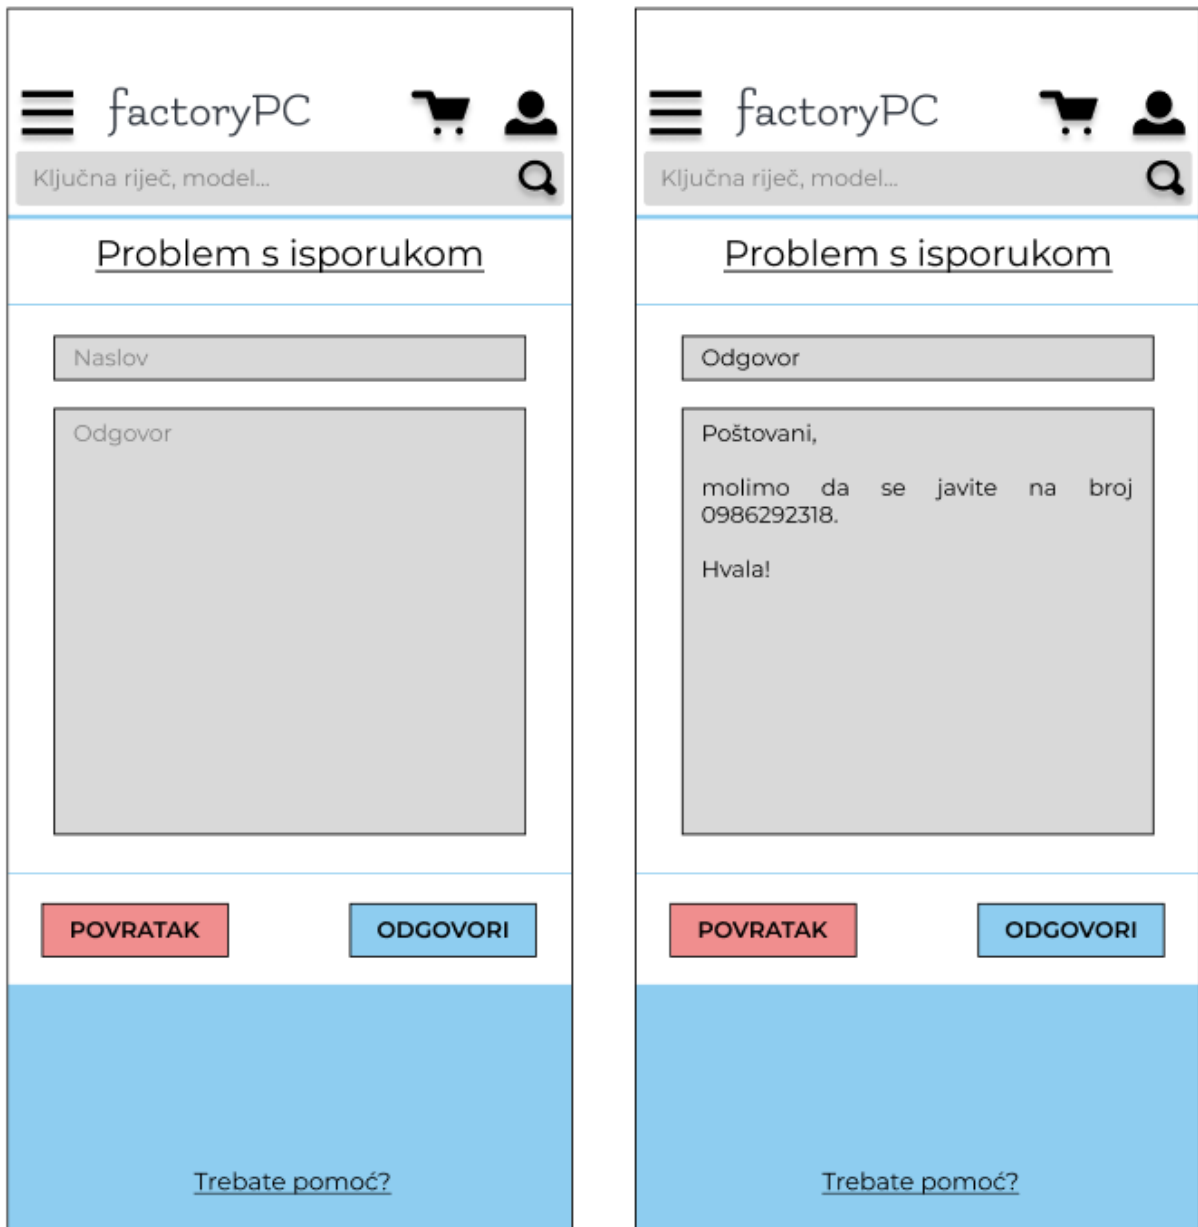 factoryPC
Ključna riječ, model...
Problem s isporukom
Naslov
Odgovor
POVRATAK
ODGOVORI
Trebate pomoć?
factoryPC
Ključna riječ, model...
Problem s isporukom
Odgovor
Poštovani,
molimo da se javite na broj
0986292318.
Hvala!
POVRATAK
ODGOVORI
Trebate pomoć?